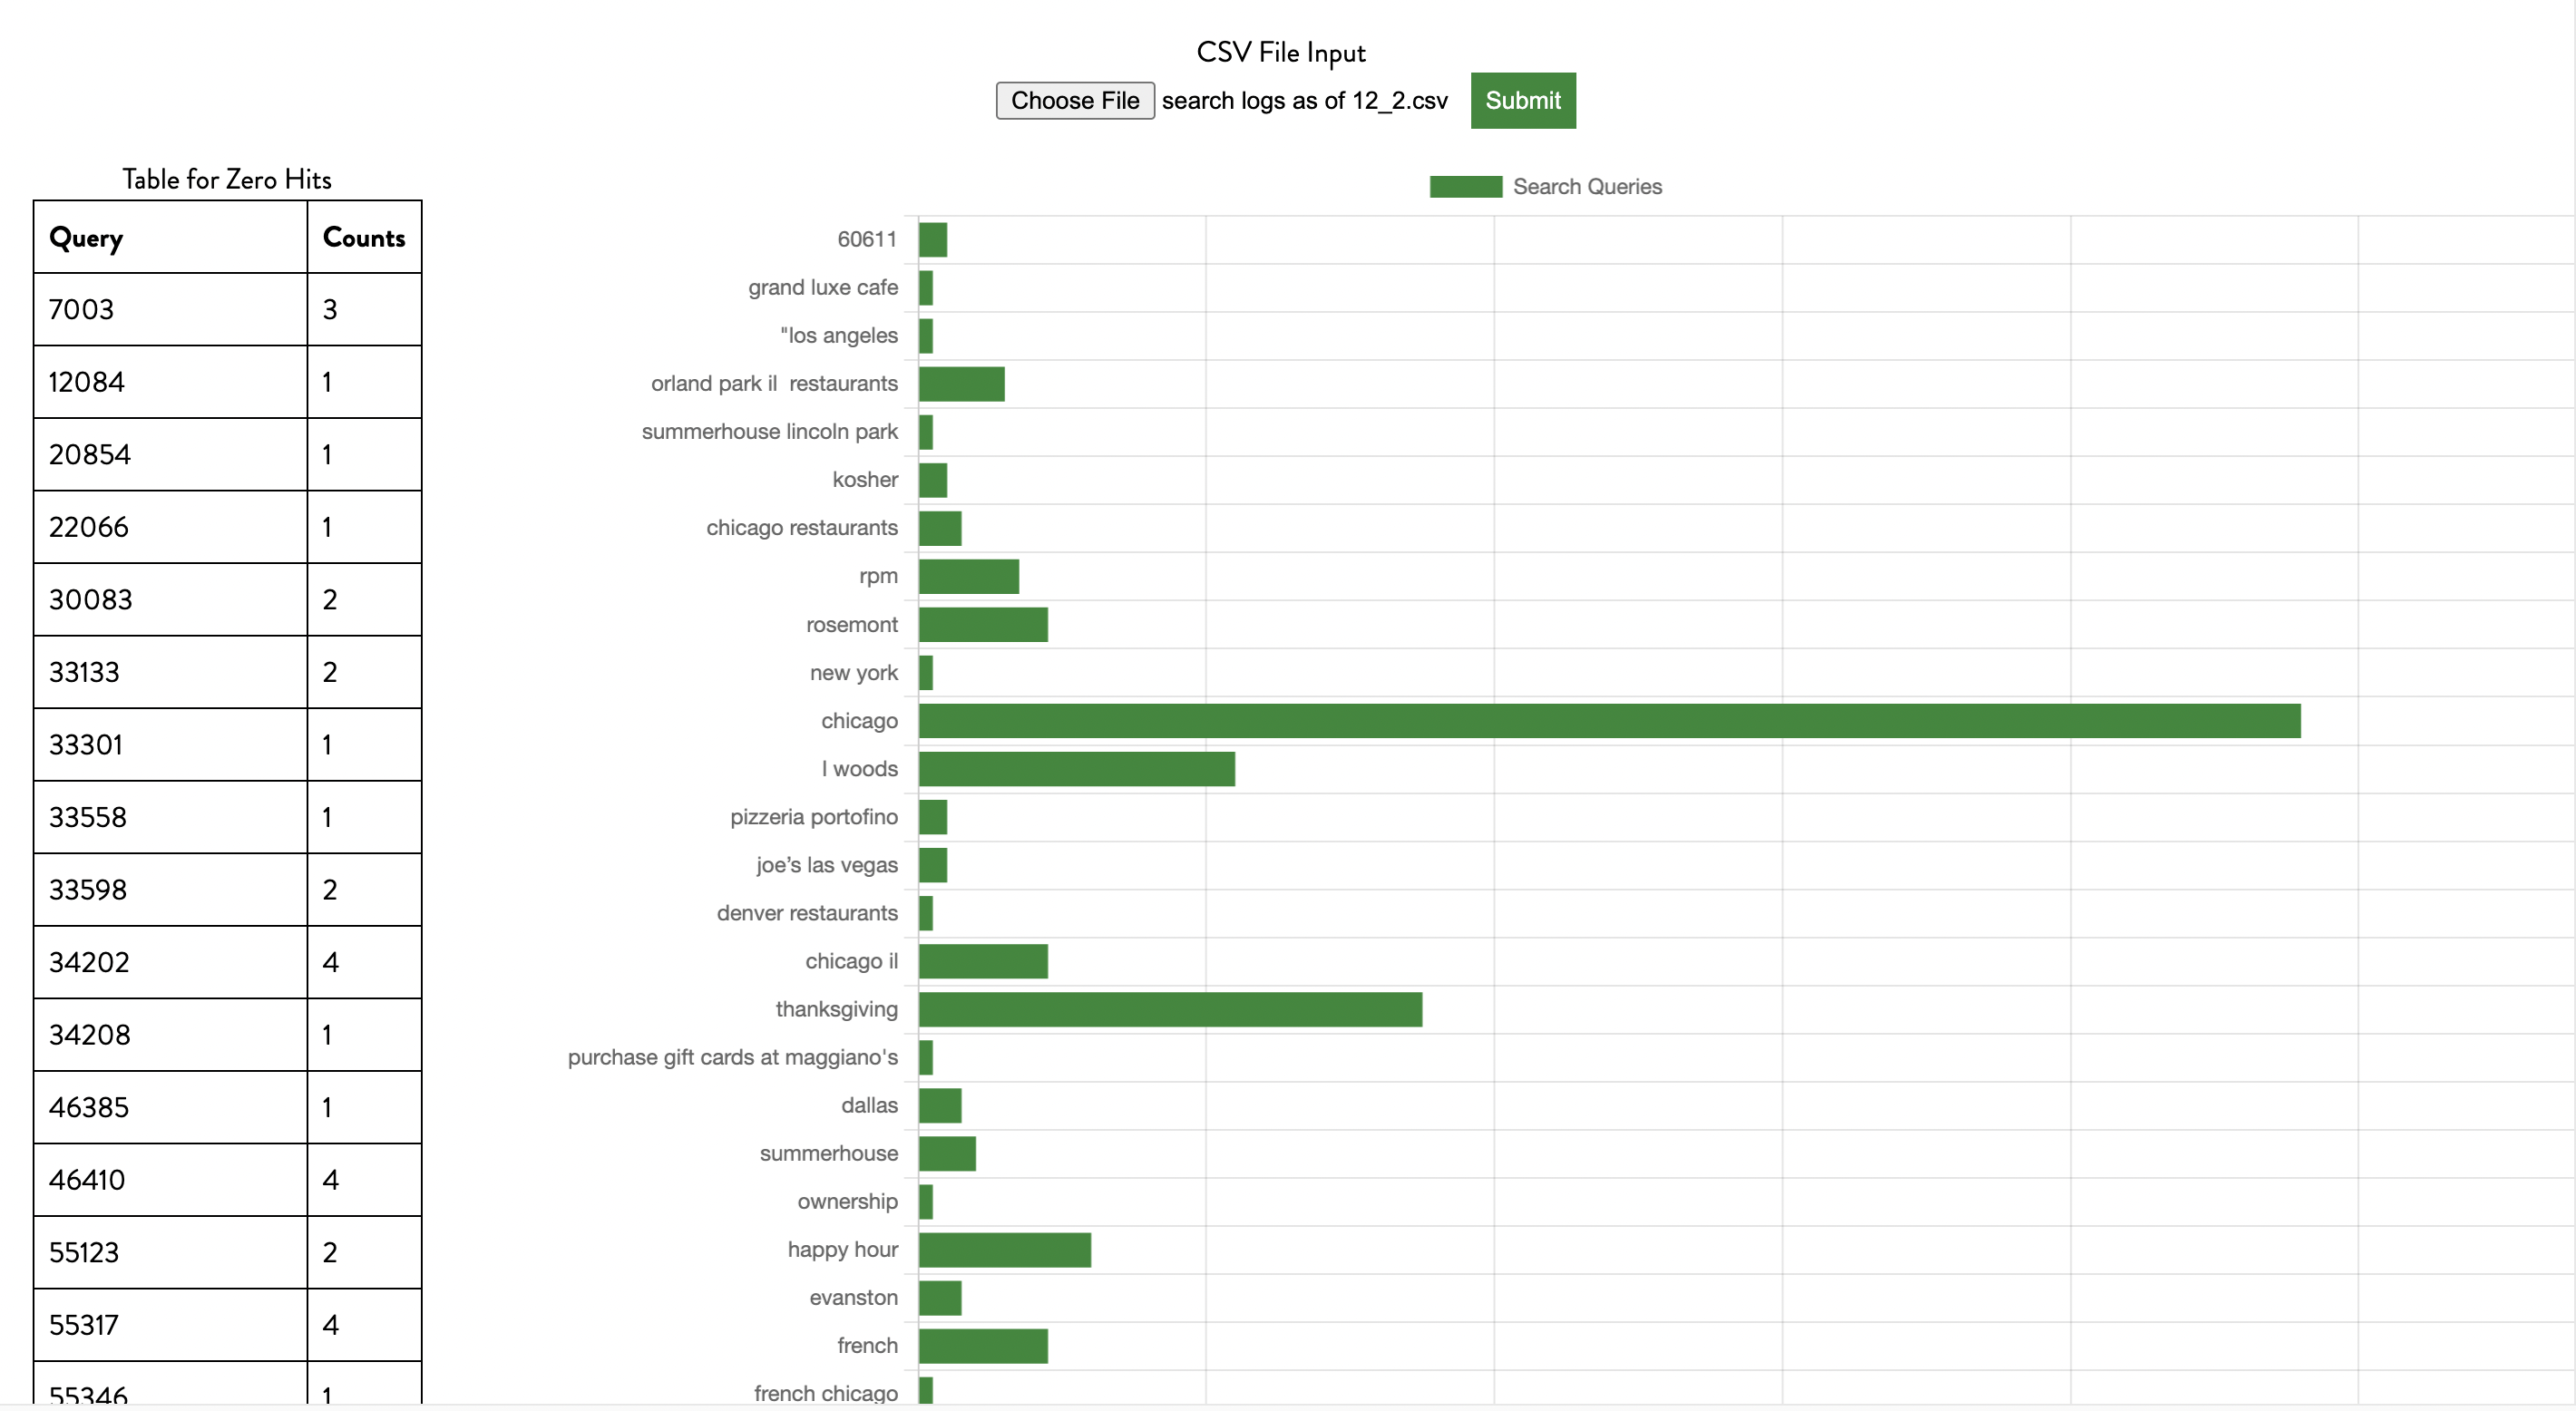 CSV File Input
Choose File search logs as of 12_2.csv Submit
Table for Zero Hits
Query Counts
7003 3
12084 1
20854 1
22066 1
30083 2
33133 2
33301 1
33558 1
33598 2
34202 4
34208 1
46385 1
46410 4
55123 2
55317 4
55346 1
Search Queries
60611
grand luxe cafe
"los angeles
orland park il  restaurants
summerhouse lincoln park
kosher
chicago restaurants
rpm
rosemont
new york
chicago
l woods
pizzeria portofino
joe’s las vegas
denver restaurants
chicago il
thanksgiving
purchase gift cards at maggiano's
dallas
summerhouse
ownership
happy hour
evanston
french
french chicago